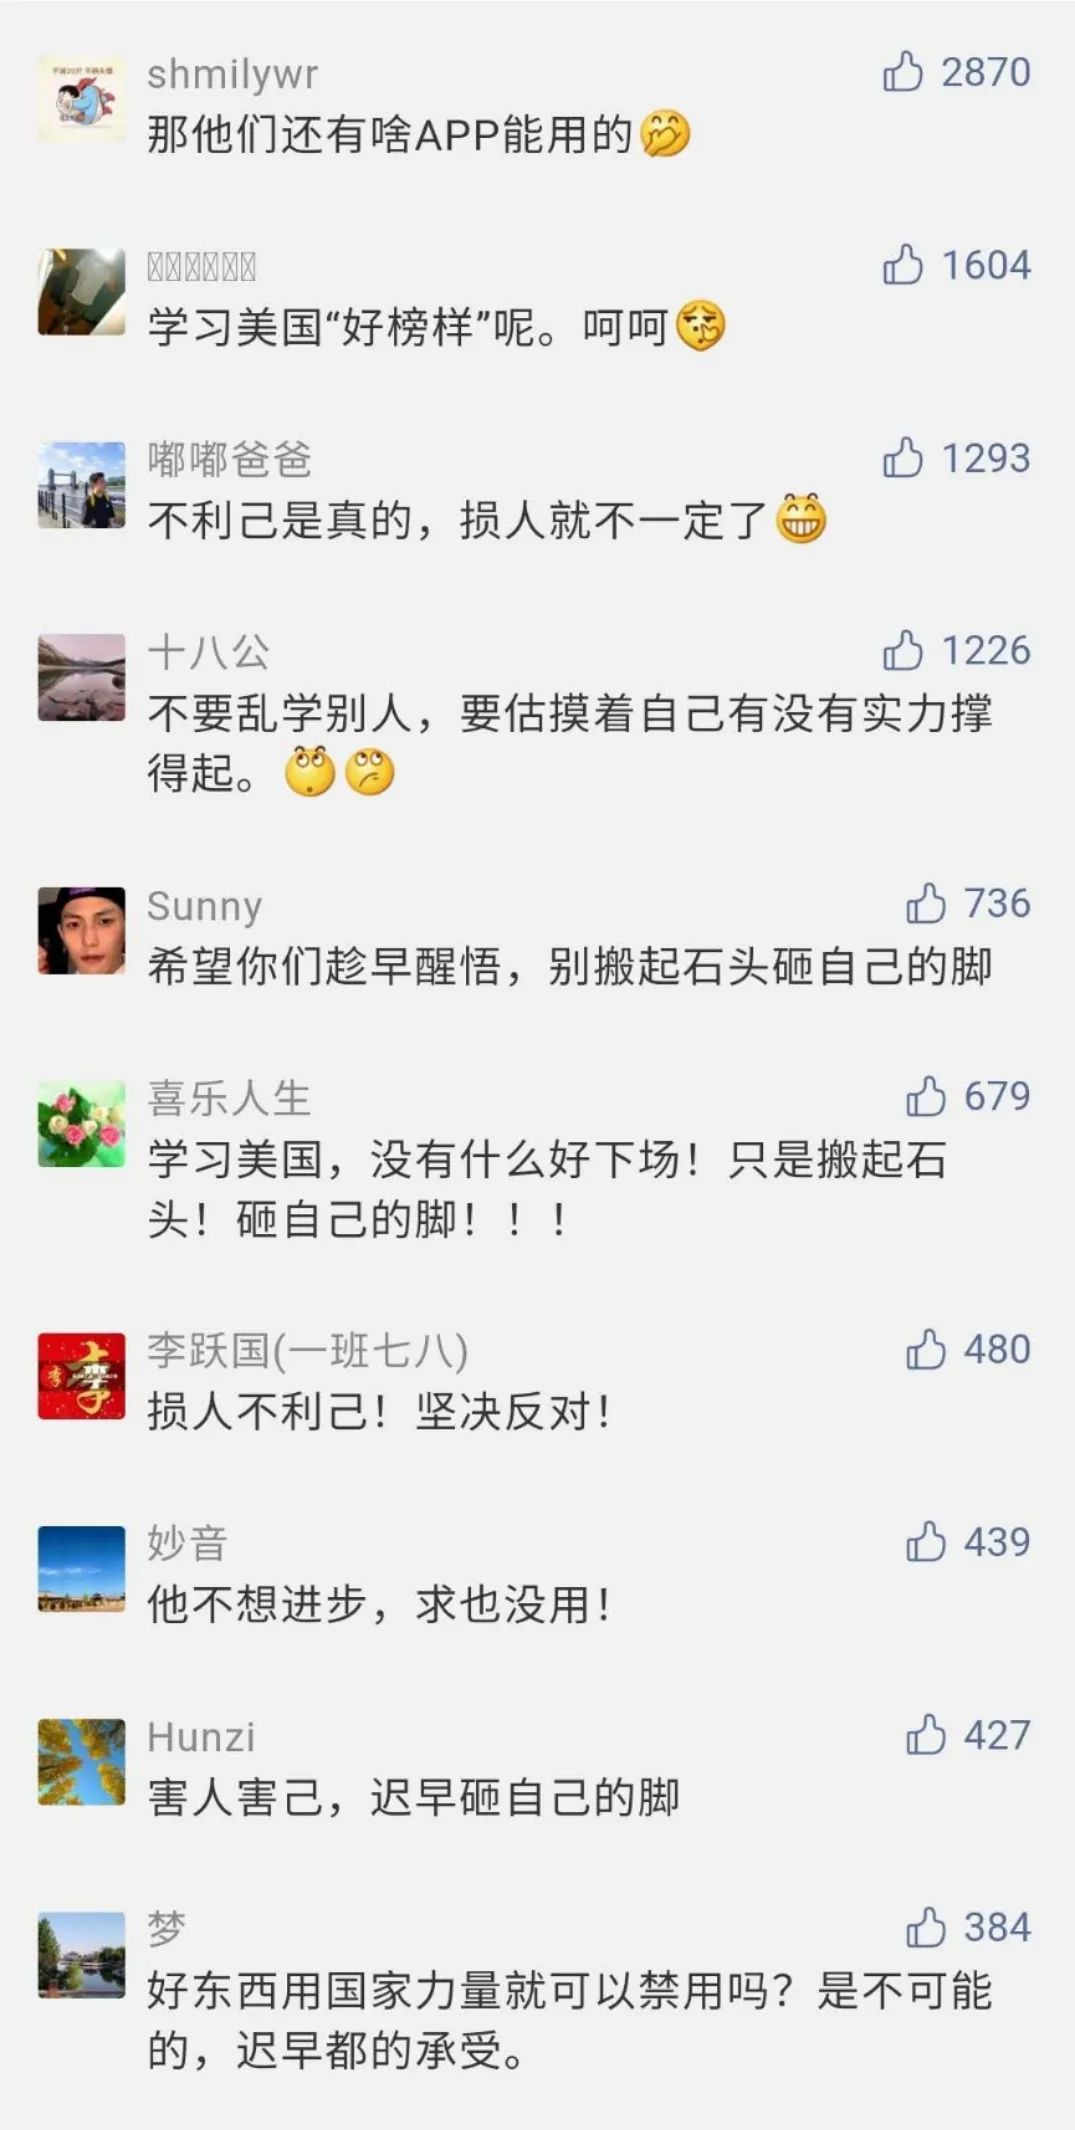 shmilywr
2870
那他们还有啥APP能用的🤭
1604
学习美国“好榜样”呢。呵呵
嘟嘟爸爸
1293
不利己是真的，损人就不一定了😁
十八公
1226
不要乱学别人，要估摸着自己有没有实力撑
得起。
Sunny
736
希望你们趁早醒悟，别搬起石头砸自己的脚
喜乐人生
679
学习美国，没有什么好下场！只是搬起石
头！砸自己的脚！！！
李跃国(一班七八)
480
损人不利己！坚决反对！
妙音
439
他不想进步，求也没用！
Hunzi
427
害人害己，迟早砸自己的脚
梦
384
好东西用国家力量就可以禁用吗？是不可能
的，迟早都的承受。